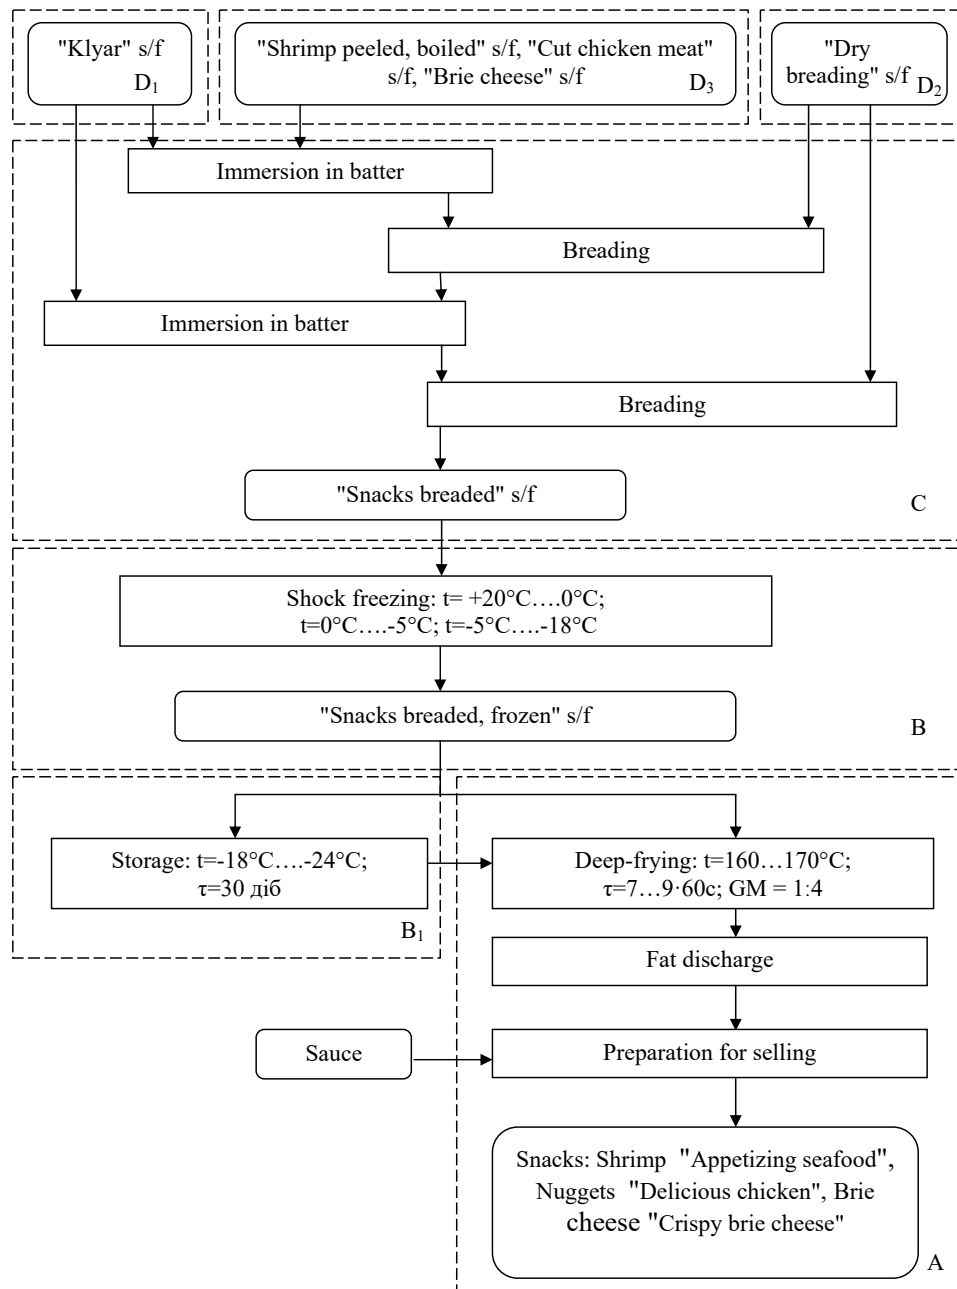 "Klyar" s/f
D1
"Shrimp peeled, boiled" s/f, "Cut chicken meat"
s/f, "Brie cheese" s/f
D3
"Dry
breading" s/f
D2
Immersion in batter
Breading
Immersion in batter
Breading
"Snacks breaded" s/f
C
Shock freezing: t= +20°C….0°C;
t=0°C….-5°C; t=-5°C….-18°C
"Snacks breaded, frozen" s/f
B
Storage: t=-18°C….-24°C;
τ=30 діб
B1
Deep-frying: t=160…170°C;
τ=7…9·60c; GM = 1:4
Fat discharge
Sauce
Preparation for selling
Snacks: Shrimp "Appetizing seafood",
Nuggets "Delicious chicken", Brie
cheese "Crispy brie cheese"
A